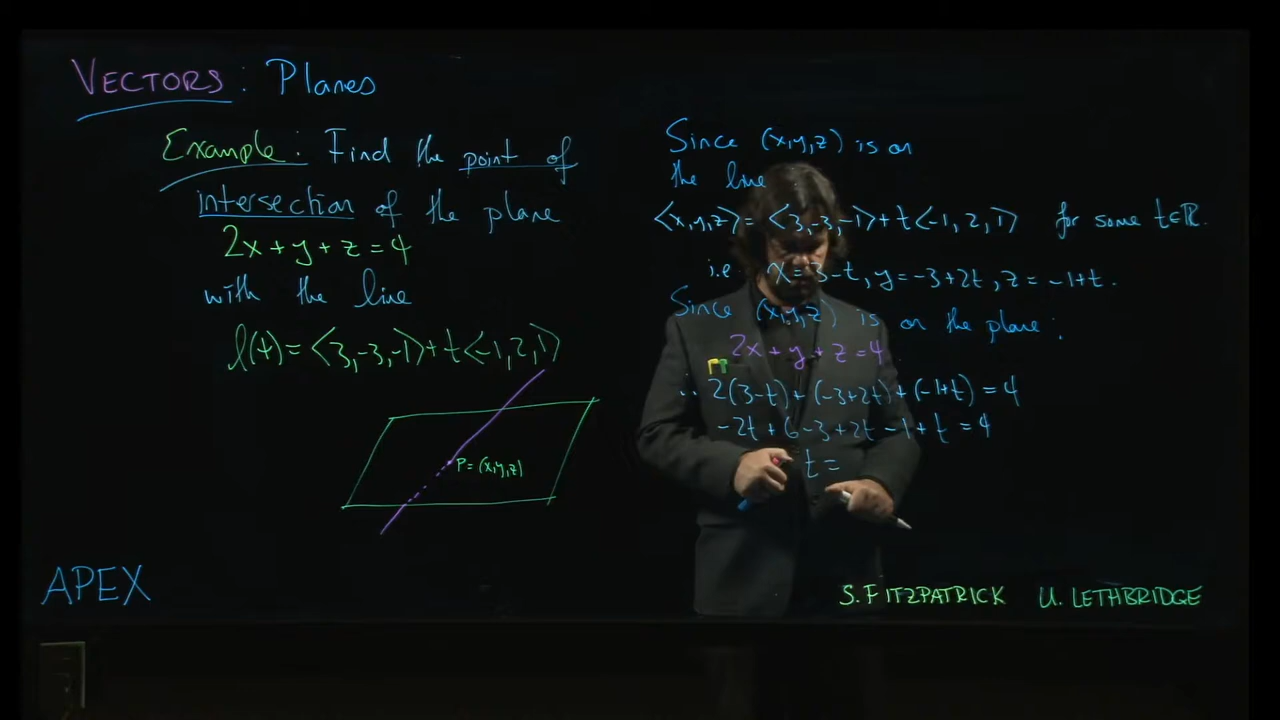 VECTORS: Planes
Example: Find the point of
intersection of the plane
2x + y + z = 4
with the line
l(t) = <3,-3,-1> + t<-1,2,1>
P = (x,y,z)
Since (x,y,z) is on
the line
<x,y,z> = <3,-3,-1> + t<-1, 2, 1> for some t∈ℝ.
i.e x = 3-t, y = -3+2t, z = -1+t.
Since (x,y,z) is on the plane:
2x + y + z = 4
∴ 2(3-t) + (-3+2t) + (-1+t) = 4
-2t + 6 - 3 + 2t - 1 + t = 4
t =
APEX
S. FITZPATRICK U. LETHBRIDGE